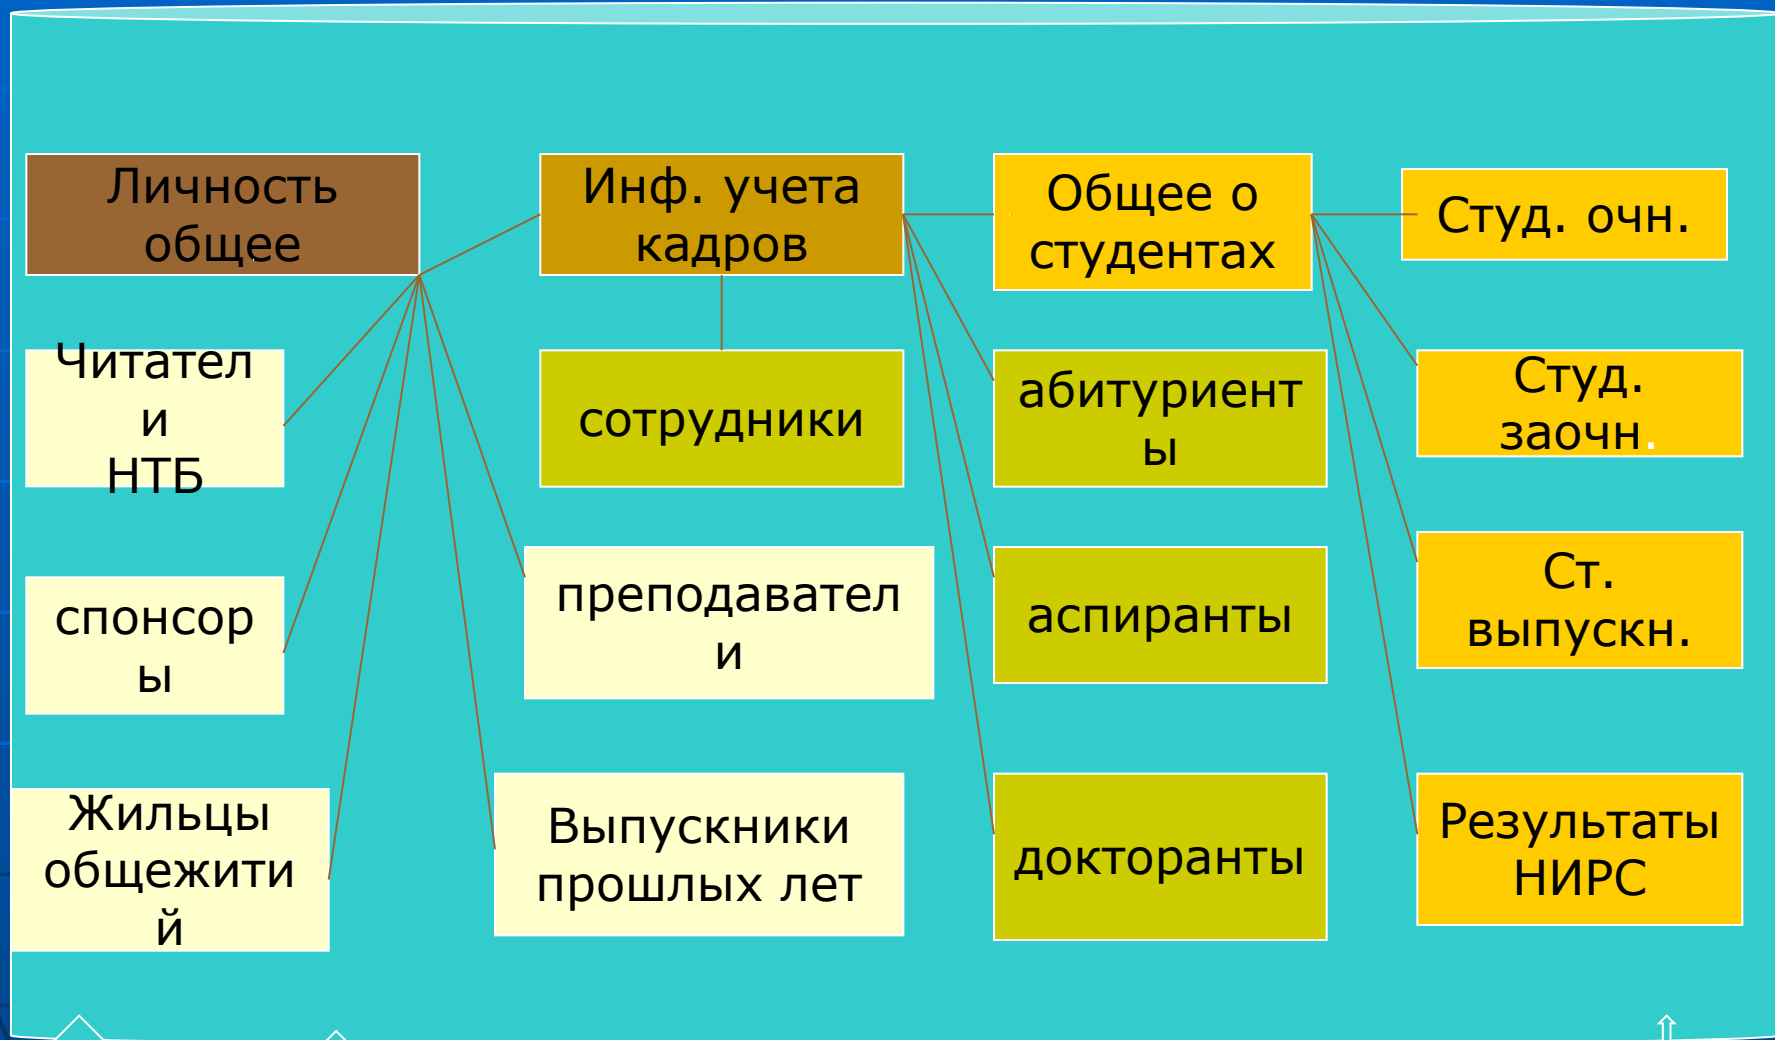 Личность
общее
Инф. учета
кадров
Общее о
студентах
Студ. очн.
Читател
и
НТБ
сотрудники
абитуриент
ы
Студ.
заочн.
спонсор
ы
преподавател
и
аспиранты
Ст.
выпускн.
Жильцы
общежити
й
Выпускники
прошлых лет
докторанты
Результаты
НИРС